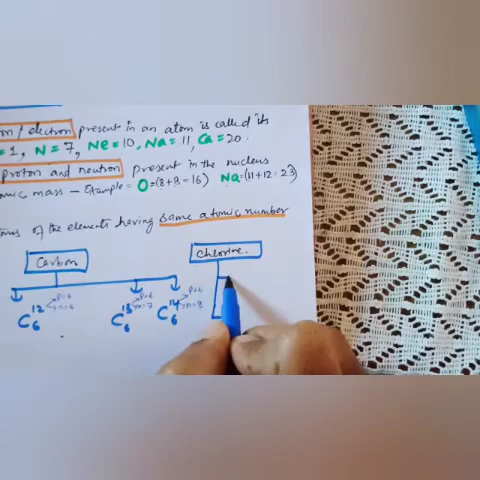 on/ electron present in an atom is called its
=1, N=7, Ne=10, Na=11, Ca=20.
proton and neutron present in the nucleus
omic mass – Example = O=(8+8=16) Na=(11+12=23)
toms of the elements having same atomic number
Carbon
Chlorine.
C 12 6 P=6 n=6
C 13 6 P=6 n=7
C 14 6 P=6 n=8